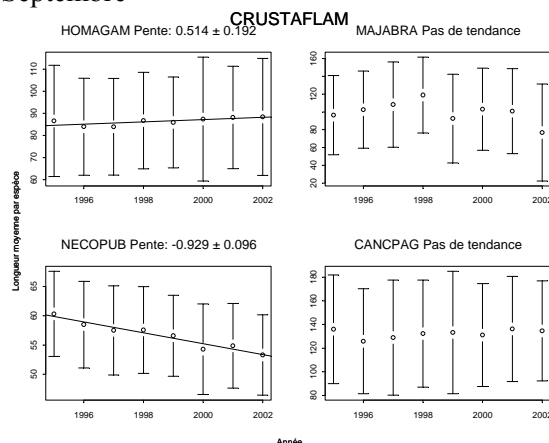 Septembre
CRUSTAFLAM
HOMAGAM Pente: 0.514 ± 0.192
60 70 80 90 110
1996 1998 2000 2002
MAJABRA Pas de tendance
20 40 60 80 120 160
1996 1998 2000 2002
Longueur moyenne par espèce
NECOPUB Pente: -0.929 ± 0.096
50 55 60 65
1996 1998 2000 2002
CANCPAG Pas de tendance
80 100 120 140 180
1996 1998 2000 2002
Année